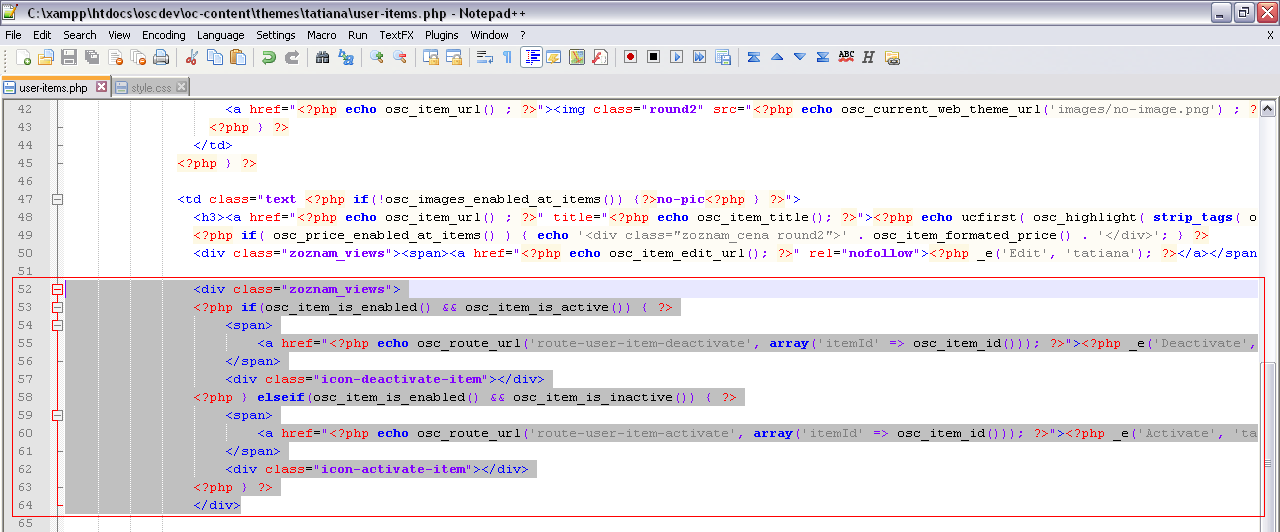 C:\xampp\htdocs\oscdev\oc-content\themes\tatiana\user-items.php - Notepad++
File Edit Search View Encoding Language Settings Macro Run TextFX Plugins Window ? X
user-items.php style.css
42 <a href="<?php echo osc_item_url() ; ?>"><img class="round2" src="<?php echo osc_current_web_theme_url('images/no-image.png') ; ?
43 <?php } ?>
44 </td>
45 <?php } ?>
46
47 <td class="text <?php if(!osc_images_enabled_at_items()) {?>no-pic<?php } ?>">
48 <h3><a href="<?php echo osc_item_url() ; ?>" title="<?php echo osc_item_title(); ?>"><?php echo ucfirst( osc_highlight( strip_tags( o
49 <?php if( osc_price_enabled_at_items() ) { echo '<div class="zoznam_cena round2">' . osc_item_formated_price() . '</div>'; } ?>
50 <div class="zoznam_views"><span><a href="<?php echo osc_item_edit_url(); ?>" rel="nofollow"><?php _e('Edit', 'tatiana'); ?></a></span
51
52 <div class="zoznam_views">
53 <?php if(osc_item_is_enabled() && osc_item_is_active()) { ?>
54 <span>
55 <a href="<?php echo osc_route_url('route-user-item-deactivate', array('itemId' => osc_item_id())); ?>"><?php _e('Deactivate',
56 </span>
57 <div class="icon-deactivate-item"></div>
58 <?php } elseif(osc_item_is_enabled() && osc_item_is_inactive()) { ?>
59 <span>
60 <a href="<?php echo osc_route_url('route-user-item-activate', array('itemId' => osc_item_id())); ?>"><?php _e('Activate', 'ta
61 </span>
62 <div class="icon-activate-item"></div>
63 <?php } ?>
64 </div>
65